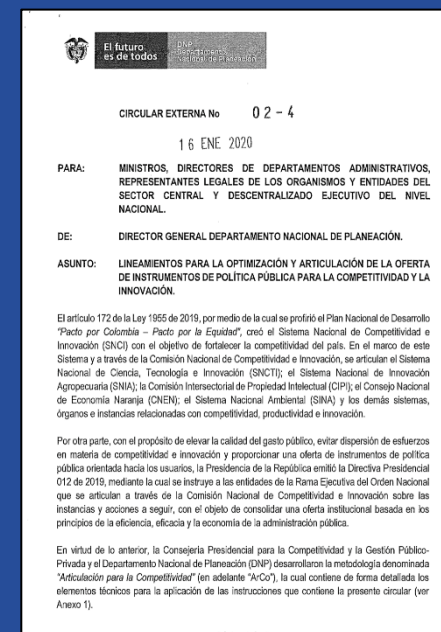 El futuro
es de todos
DNP
Departamento
Nacional de Planeación
CIRCULAR EXTERNA No 02-4
16 ENE 2020
PARA: MINISTROS, DIRECTORES DE DEPARTAMENTOS ADMINISTRATIVOS,
REPRESENTANTES LEGALES DE LOS ORGANISMOS Y ENTIDADES DEL
SECTOR CENTRAL Y DESCENTRALIZADO EJECUTIVO DEL NIVEL
NACIONAL.
DE: DIRECTOR GENERAL DEPARTAMENTO NACIONAL DE PLANEACIÓN.
ASUNTO: LINEAMIENTOS PARA LA OPTIMIZACIÓN Y ARTICULACIÓN DE LA OFERTA
DE INSTRUMENTOS DE POLÍTICA PÚBLICA PARA LA COMPETITIVIDAD Y LA
INNOVACIÓN.
El artículo 172 de la Ley 1955 de 2019, por medio de la cual se profirió el Plan Nacional de Desarrollo
"Pacto por Colombia – Pacto por la Equidad", creó el Sistema Nacional de Competitividad e
Innovación (SNCI) con el objetivo de fortalecer la competitividad del país. En el marco de este
Sistema y a través de la Comisión Nacional de Competitividad e Innovación, se articulan el Sistema
Nacional de Ciencia, Tecnología e Innovación (SNCTI); el Sistema Nacional de Innovación
Agropecuaria (SNIA); la Comisión Intersectorial de Propiedad Intelectual (CIPI); el Consejo Nacional
de Economía Naranja (CNEN); el Sistema Nacional Ambiental (SINA) y los demás sistemas,
órganos e instancias relacionadas con competitividad, productividad e innovación.
Por otra parte, con el propósito de elevar la calidad del gasto público, evitar dispersión de esfuerzos
en materia de competitividad e innovación y proporcionar una oferta de instrumentos de política
pública orientada hacia los usuarios, la Presidencia de la República emitió la Directiva Presidencial
012 de 2019, mediante la cual se instruye a las entidades de la Rama Ejecutiva del Orden Nacional
que se articulan a través de la Comisión Nacional de Competitividad e Innovación sobre las
instancias y acciones a seguir, con el objeto de consolidar una oferta institucional basada en los
principios de la eficiencia, eficacia y la economía de la administración pública.
En virtud de lo anterior, la Consejería Presidencial para la Competitividad y la Gestión Público-
Privada y el Departamento Nacional de Planeación (DNP) desarrollaron la metodología denominada
"Articulación para la Competitividad" (en adelante "ArCo"), la cual contiene de forma detallada los
elementos técnicos para la aplicación de las instrucciones que contiene la presente circular (ver
Anexo 1).